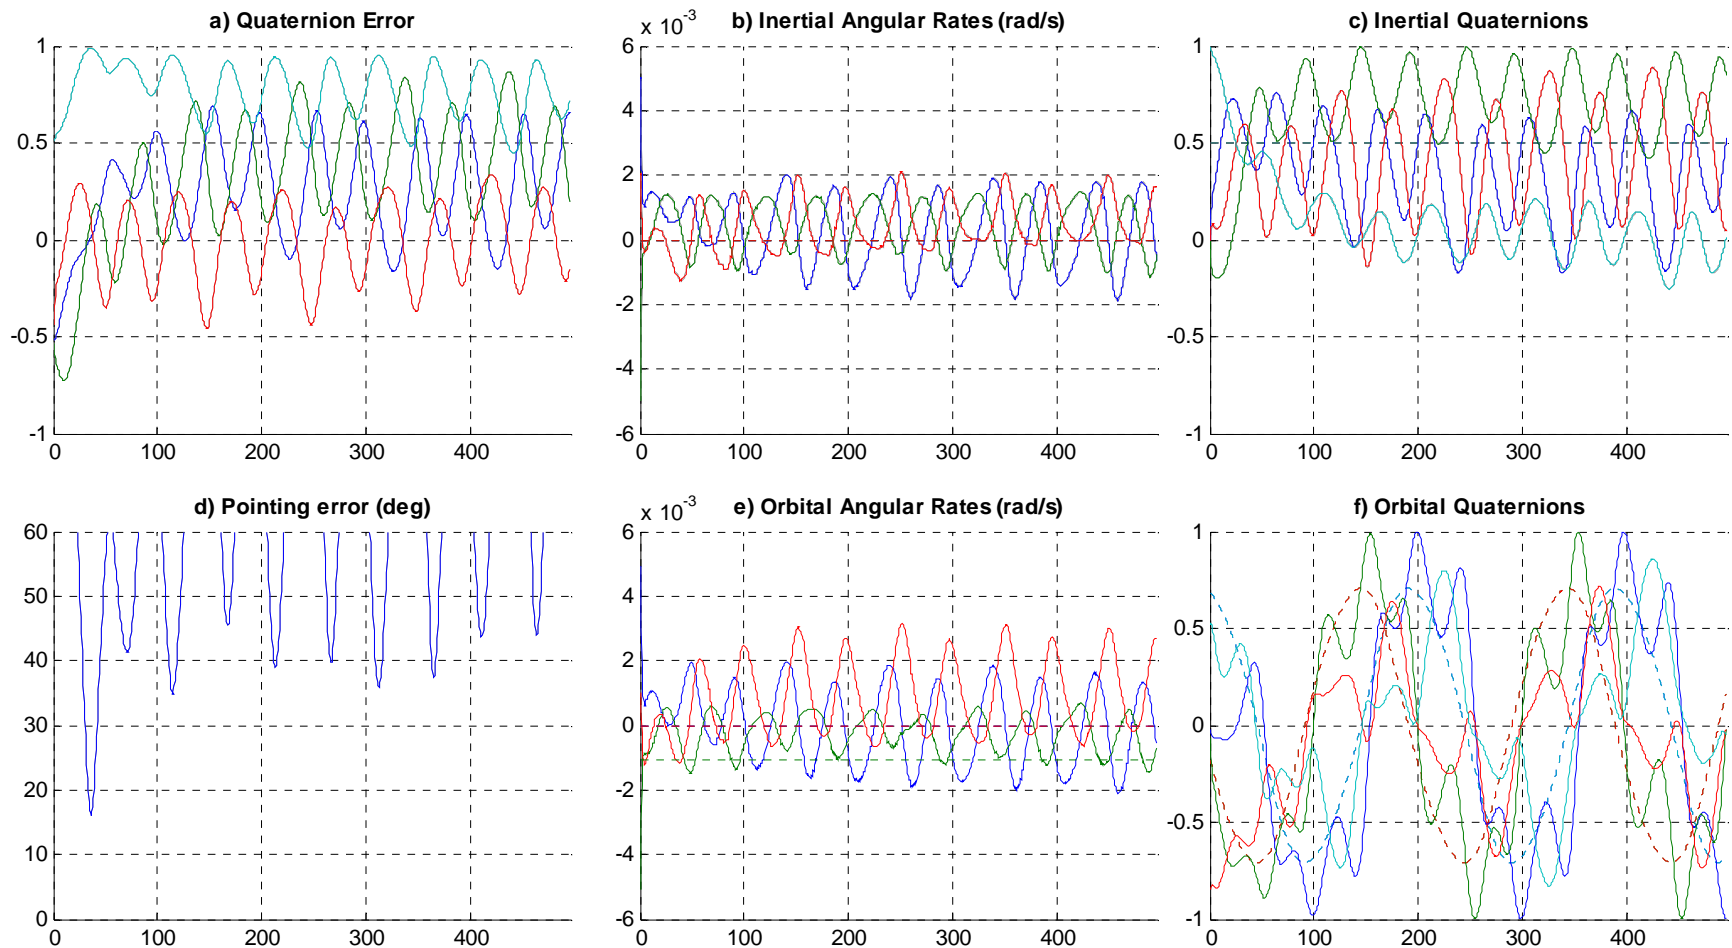 a) Quaternion Error
1
0.5
0
-0.5
-1
0 100 200 300 400
b) Inertial Angular Rates (rad/s)
x 10^-3
6
4
2
0
-2
-4
-6
0 100 200 300 400
c) Inertial Quaternions
1
0.5
0
-0.5
-1
0 100 200 300 400
d) Pointing error (deg)
60
50
40
30
20
10
0
0 100 200 300 400
e) Orbital Angular Rates (rad/s)
x 10^-3
6
4
2
0
-2
-4
-6
0 100 200 300 400
f) Orbital Quaternions
1
0.5
0
-0.5
-1
0 100 200 300 400